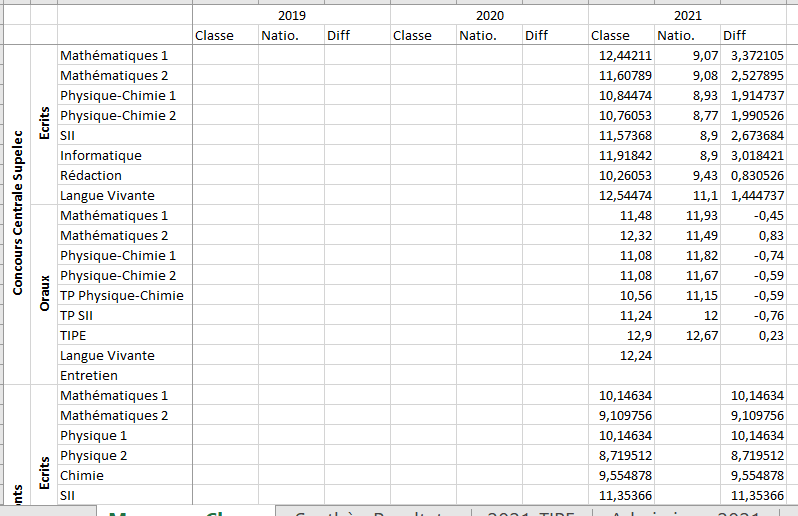 2019 2020 2021
Classe Natio. Diff Classe Natio. Diff Classe Natio. Diff
Concours Centrale Supelec
Ecrits
Mathématiques 1 12,44211 9,07 3,372105
Mathématiques 2 11,60789 9,08 2,527895
Physique-Chimie 1 10,84474 8,93 1,914737
Physique-Chimie 2 10,76053 8,77 1,990526
SII 11,57368 8,9 2,673684
Informatique 11,91842 8,9 3,018421
Rédaction 10,26053 9,43 0,830526
Langue Vivante 12,54474 11,1 1,444737
Oraux
Mathématiques 1 11,48 11,93 -0,45
Mathématiques 2 12,32 11,49 0,83
Physique-Chimie 1 11,08 11,82 -0,74
Physique-Chimie 2 11,08 11,67 -0,59
TP Physique-Chimie 10,56 11,15 -0,59
TP SII 11,24 12 -0,76
TIPE 12,9 12,67 0,23
Langue Vivante 12,24
Entretien
nts
Ecrits
Mathématiques 1 10,14634 10,14634
Mathématiques 2 9,109756 9,109756
Physique 1 10,14634 10,14634
Physique 2 8,719512 8,719512
Chimie 9,554878 9,554878
SII 11,35366 11,35366